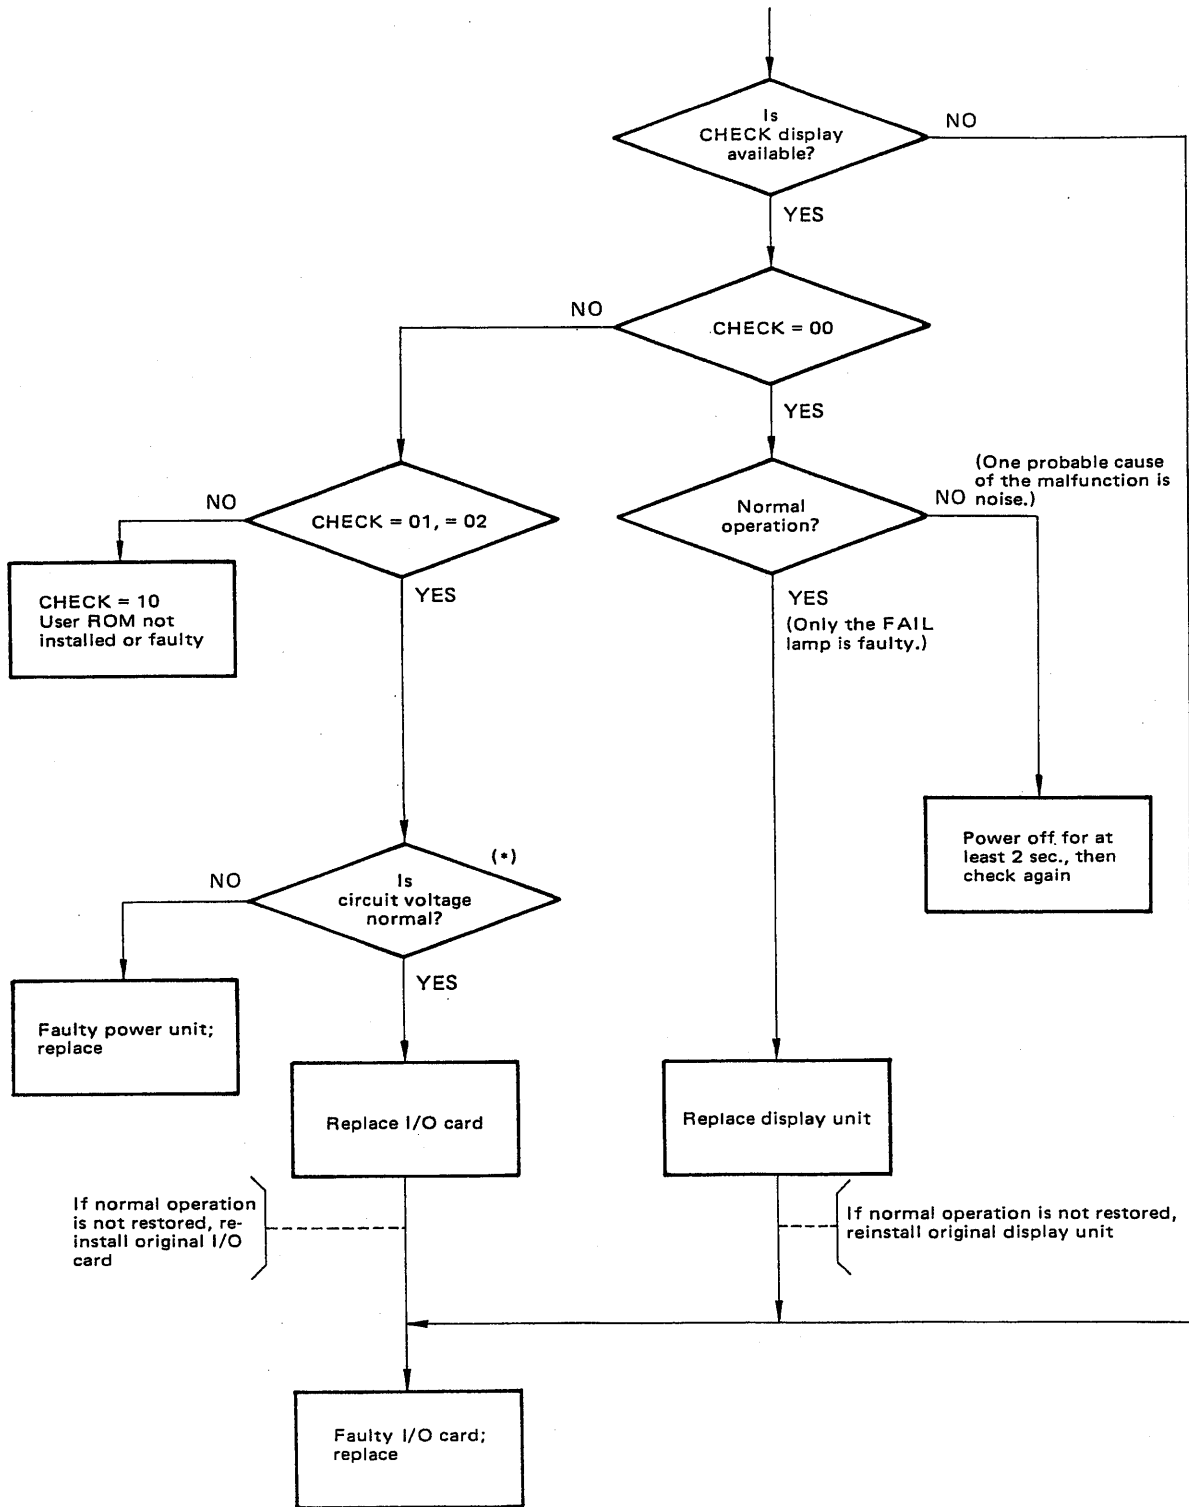 Is
CHECK display
available?
NO
YES
NO
CHECK = 00
YES
NO
CHECK = 01, = 02
YES
CHECK = 10
User ROM not
installed or faulty
Normal
operation?
NO
(One probable cause
of the malfunction is
noise.)
YES
(Only the FAIL
lamp is faulty.)
Power off for at
least 2 sec., then
check again
(*)
NO
Is
circuit voltage
normal?
YES
Faulty power unit;
replace
Replace I/O card
Replace display unit
If normal operation
is not restored, re-
install original I/O
card
If normal operation is not restored,
reinstall original display unit
Faulty I/O card;
replace